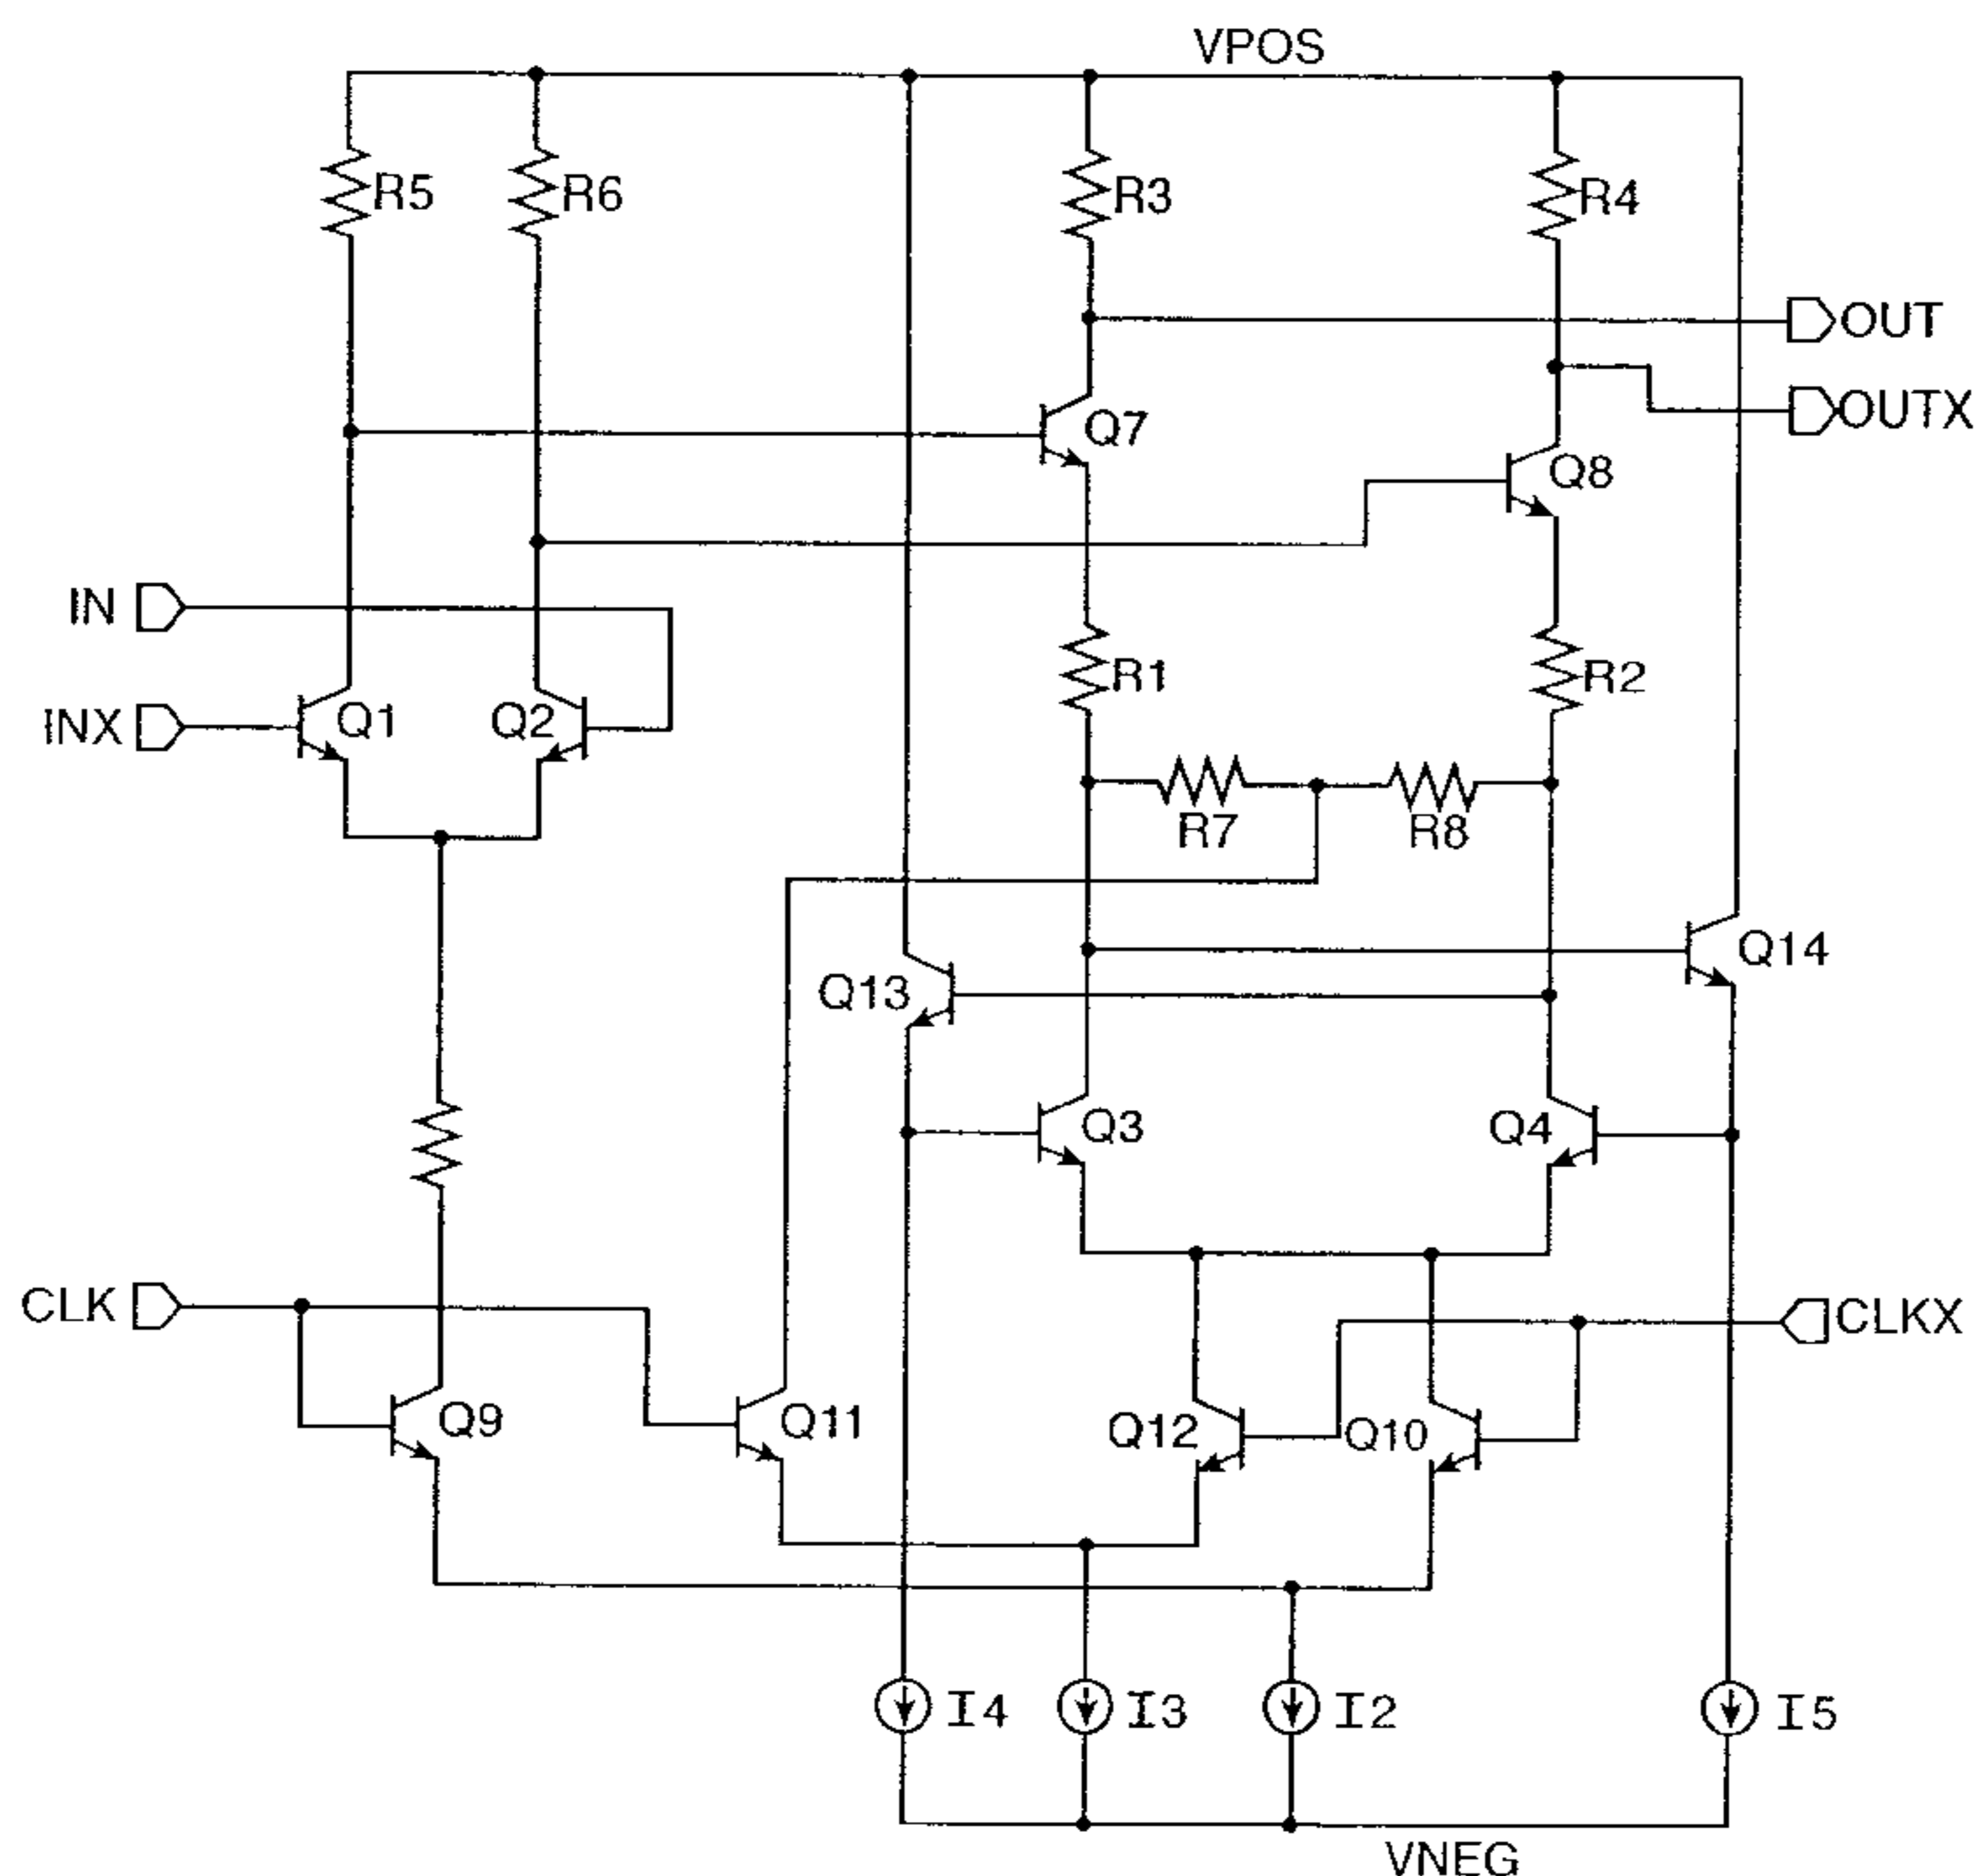 VPOS
R5
R6
R3
R4
OUT
OUTX
Q7
Q8
IN
INX
Q1
Q2
R1
R2
R7
R8
Q13
Q14
Q3
Q4
CLK
CLKX
Q9
Q11
Q12
Q10
I4
I3
I2
I5
VNEG